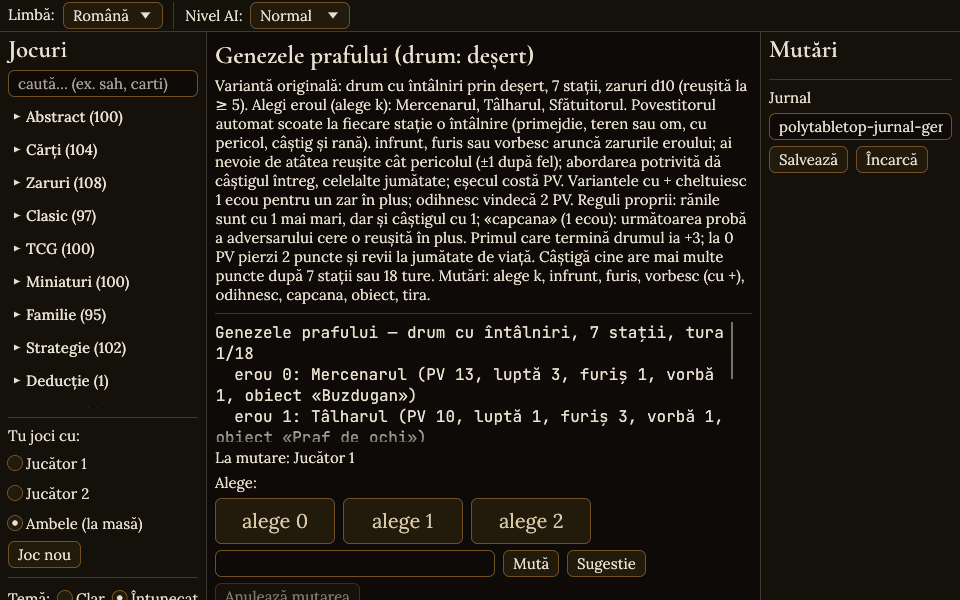 Limbă: Română ▼ Nivel AI: Normal ▼
Jocuri
caută... (ex. sah, carti)
▸ Abstract (100)
▸ Cărți (104)
▸ Zaruri (108)
▸ Clasic (97)
▸ TCG (100)
▸ Miniaturi (100)
▸ Familie (95)
▸ Strategie (102)
▸ Deducție (1)
Tu joci cu:
Jucător 1
Jucător 2
Ambele (la masă)
Joc nou
Temă: Clar Întunecat
Genezele prafului (drum: deșert)
Variantă originală: drum cu întâlniri prin deșert, 7 stații, zaruri d10 (reușită la
≥ 5). Alegi eroul (alege k): Mercenarul, Tâlharul, Sfătuitorul. Povestitorul
automat scoate la fiecare stație o întâlnire (primejdie, teren sau om, cu
pericol, câștig și rană). infrunt, furis sau vorbesc aruncă zarurile eroului; ai
nevoie de atâtea reușite cât pericolul (±1 după fel); abordarea potrivită dă
câștigul întreg, celelalte jumătate; eșecul costă PV. Variantele cu + cheltuiesc
1 ecou pentru un zar în plus; odihnesc vindecă 2 PV. Reguli proprii: rănile
sunt cu 1 mai mari, dar și câștigul cu 1; «capcana» (1 ecou): următoarea probă
a adversarului cere o reușită în plus. Primul care termină drumul ia +3; la 0
PV pierzi 2 puncte și revii la jumătate de viață. Câștigă cine are mai multe
puncte după 7 stații sau 18 ture. Mutări: alege k, infrunt, furis, vorbesc (cu +),
odihnesc, capcana, obiect, tira.
Genezele prafului — drum cu întâlniri, 7 stații, tura
1/18
erou 0: Mercenarul (PV 13, luptă 3, furiș 1, vorbă
1, obiect «Buzdugan»)
erou 1: Tâlharul (PV 10, luptă 1, furiș 3, vorbă 1,
obiect «Praf de ochi»)
La mutare: Jucător 1
Alege:
alege 0 alege 1 alege 2
Mută Sugestie
Anulează mutarea
Mutări
Jurnal
polytabletop-jurnal-ger
Salvează Încarcă